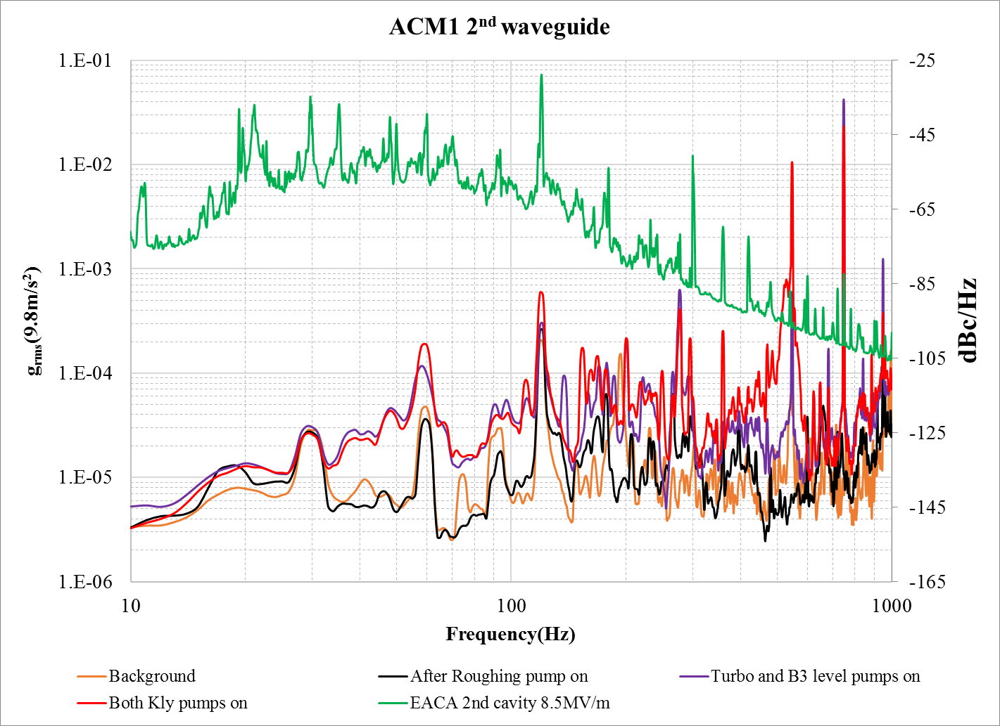 ACM1 2nd waveguide
1.E-01
1.E-02
1.E-03
1.E-04
1.E-05
1.E-06
grms(9.8m/s2)
-25
-45
-65
-85
-105
-125
-145
-165
dBc/Hz
10
100
1000
Frequency(Hz)
Background
After Roughing pump on
Turbo and B3 level pumps on
Both Kly pumps on
EACA 2nd cavity 8.5MV/m